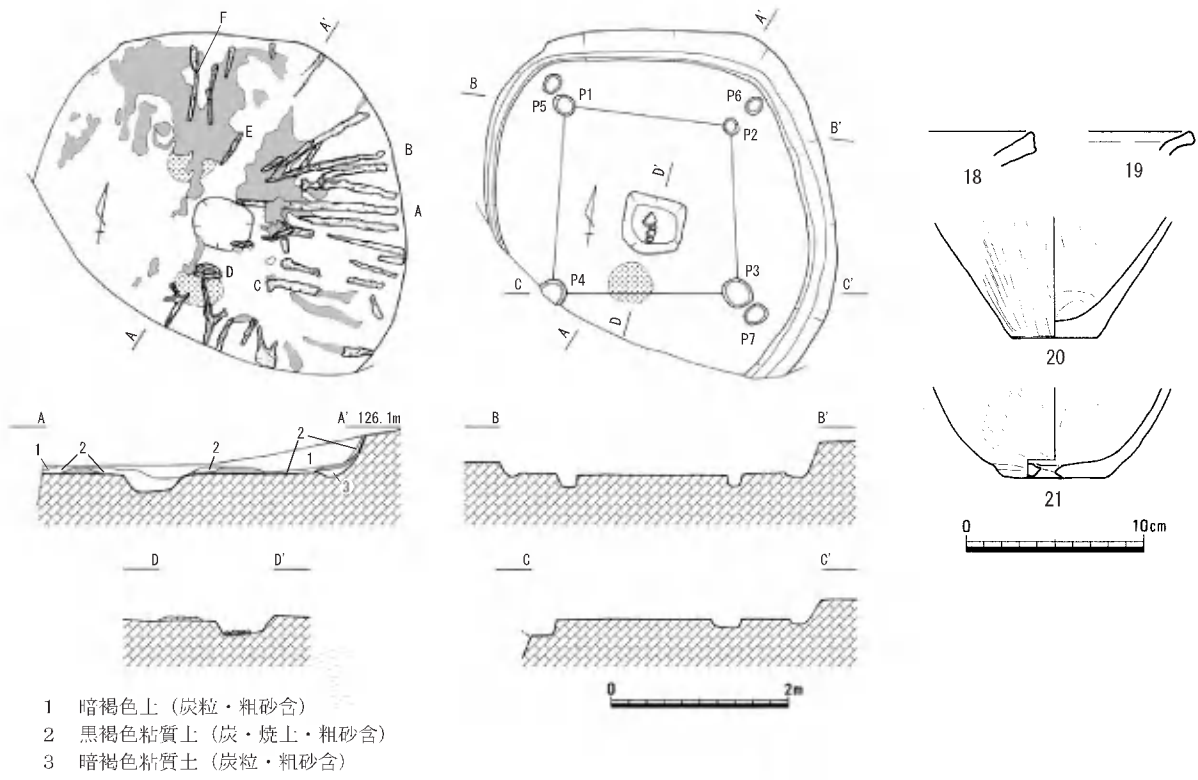 F
A'
E
B
A
D
C
A
A'
B
P5
P1
P6
P2
B'
D'
P4
P3
C
C'
A
D
P7
18
19
20
21
0 10cm
A A' 126.1m
1 2 2 2 1 3
B B'
D D'
C C'
0 2m
1 暗褐色土（炭粒・粗砂含）
2 黒褐色粘質土（炭・焼土・粗砂含）
3 暗褐色粘質土（炭粒・粗砂含）